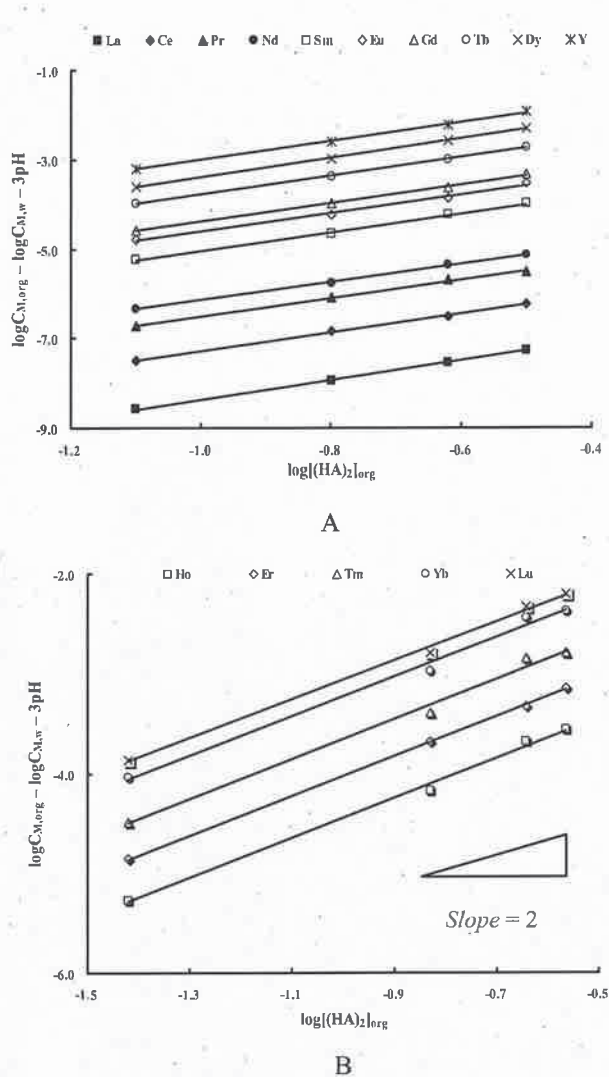 La Ce Pr Nd Sm Eu Gd Tb Dy Y
-1.0
-3.0
-5.0
-7.0
-9.0
logC_M,org – logC_M,w – 3pH
-1.2 -1.0 -0.8 -0.6 -0.4
log[(HA)₂]org
A
Ho Er Tm Yb Lu
-2.0
-4.0
-6.0
logC_M,org – logC_M,w – 3pH
Slope = 2
-1.5 -1.3 -1.1 -0.9 -0.7 -0.5
log[(HA)₂]org
B